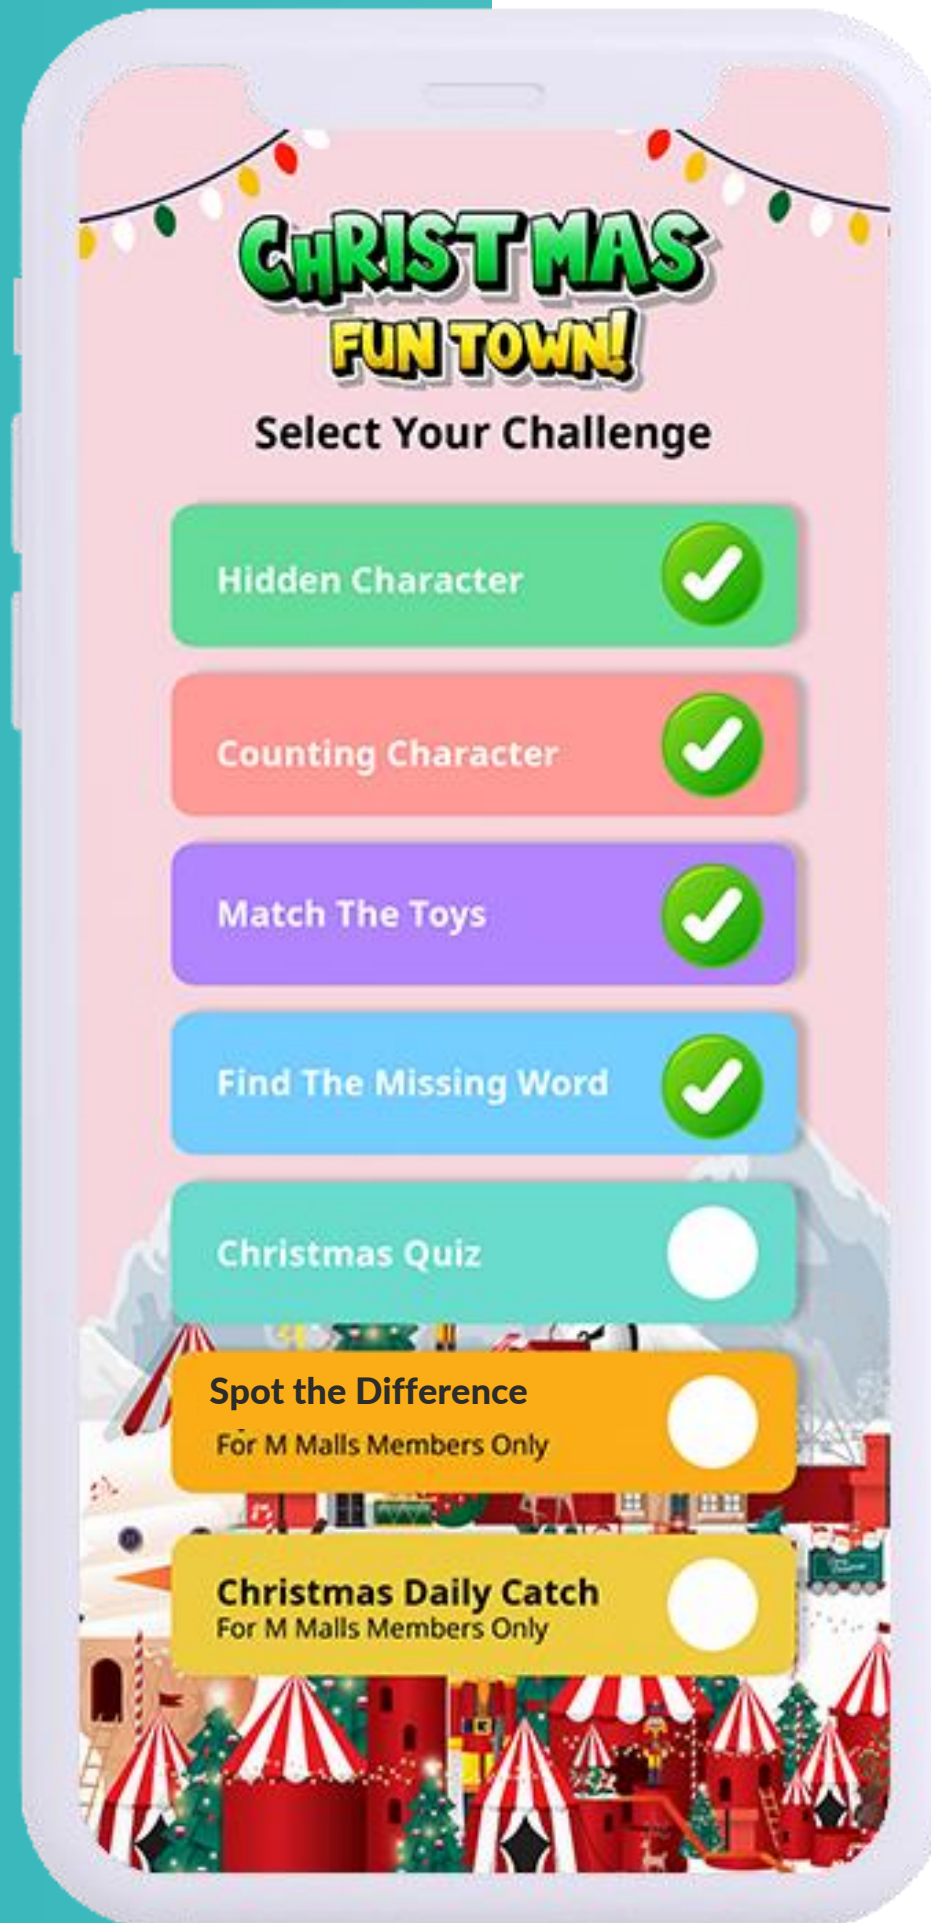 CHRISTMAS
FUN TOWN!
Select Your Challenge
Hidden Character
Counting Character
Match The Toys
Find The Missing Word
Christmas Quiz
Spot the Difference
For M Malls Members Only
Christmas Daily Catch
For M Malls Members Only